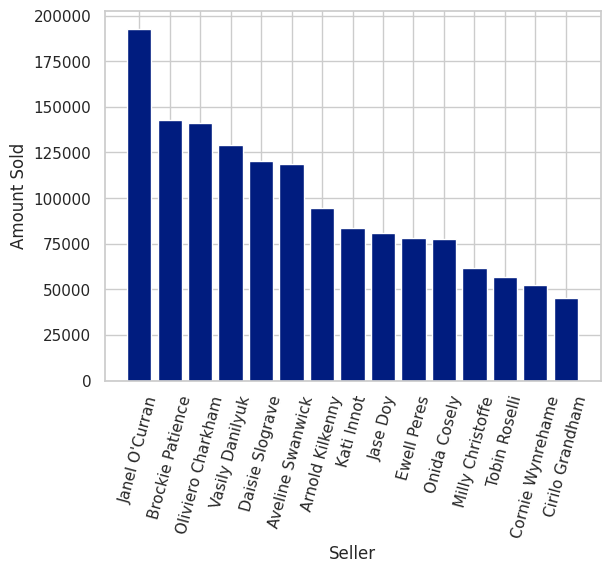 200000
175000
150000
125000
100000
75000
50000
25000
0
Amount Sold
Janel O'Curran
Brockie Patience
Oliviero Charkham
Vasily Danilyuk
Daisie Slograve
Aveline Swanwick
Arnold Kilkenny
Kati Innot
Jase Doy
Ewell Peres
Onida Cosely
Milly Christoffe
Tobin Roselli
Cornie Wynrehame
Cirilo Grandham
Seller